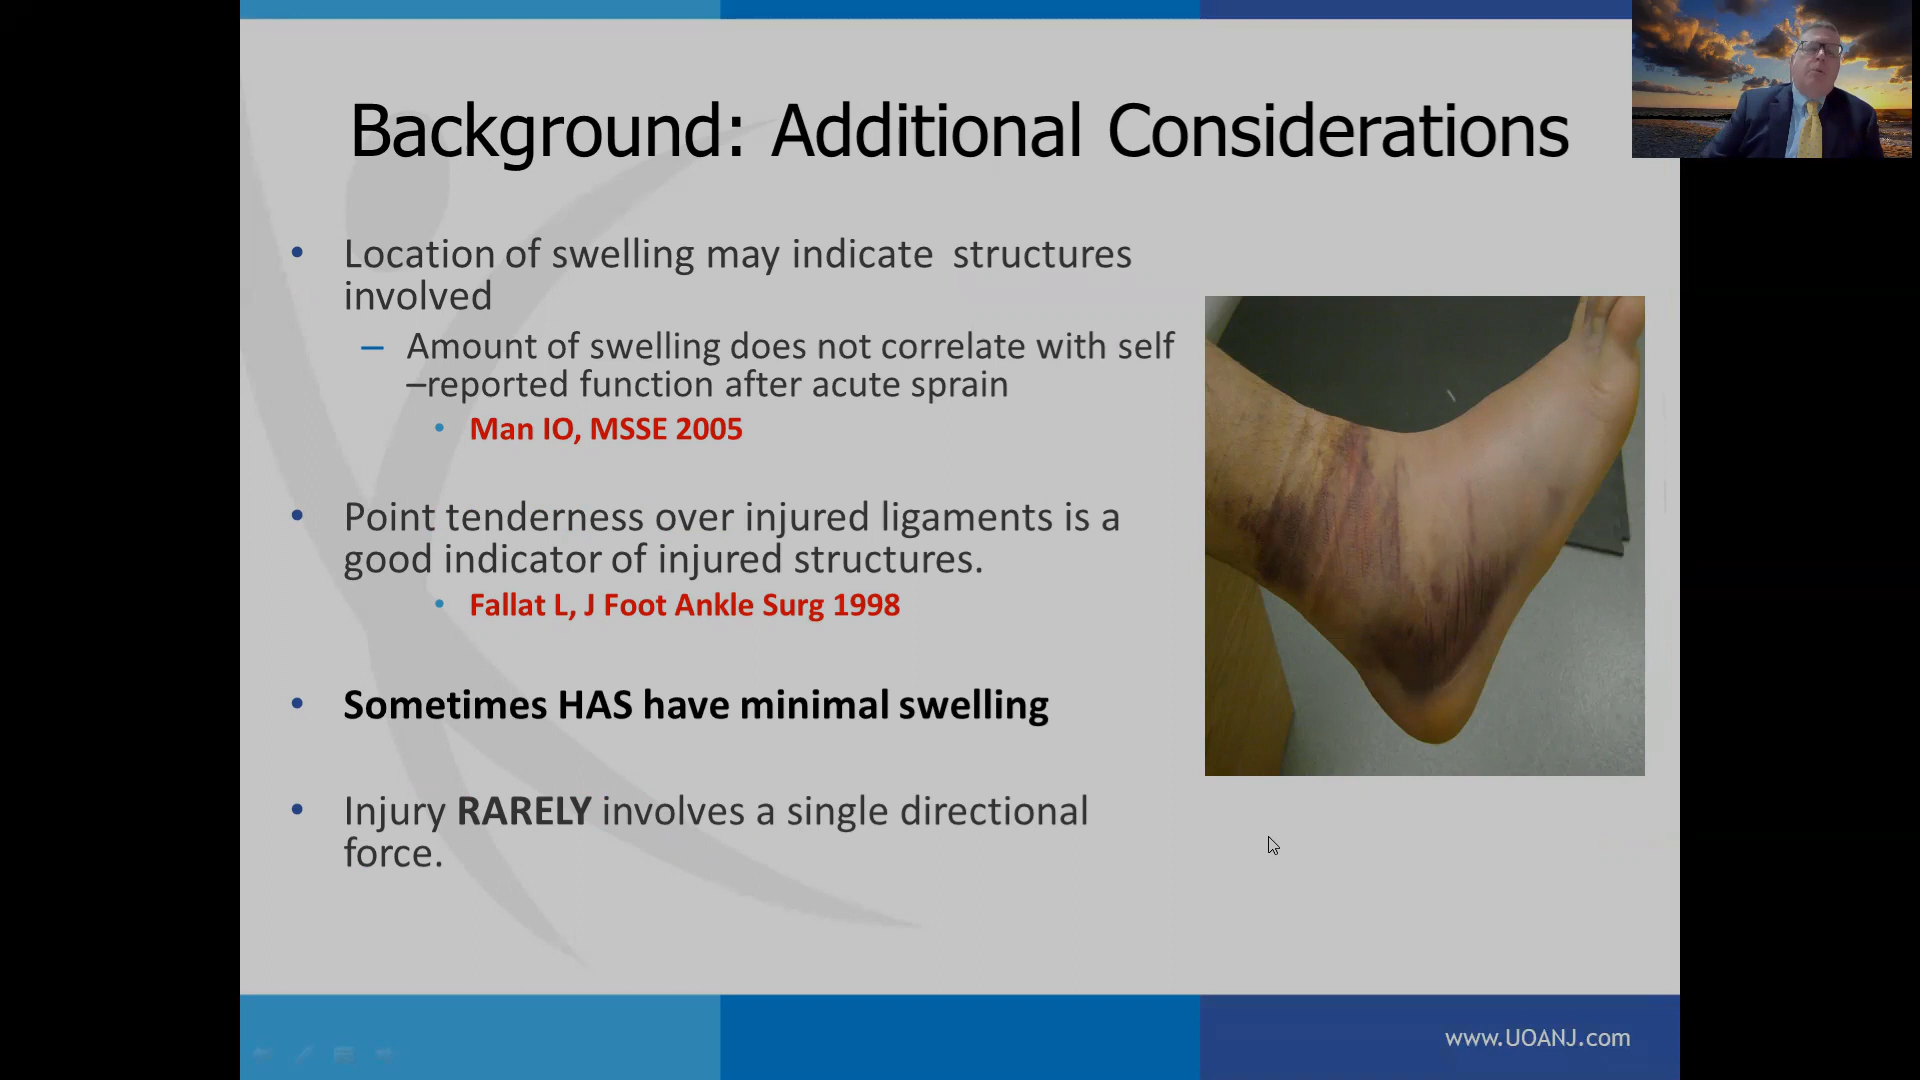 Background: Additional Considerations
• Location of swelling may indicate  structures
involved
– Amount of swelling does not correlate with self
–reported function after acute sprain
• Man IO, MSSE 2005
• Point tenderness over injured ligaments is a
good indicator of injured structures.
• Fallat L, J Foot Ankle Surg 1998
• Sometimes HAS have minimal swelling
• Injury RARELY involves a single directional
force.
www.UOANJ.com